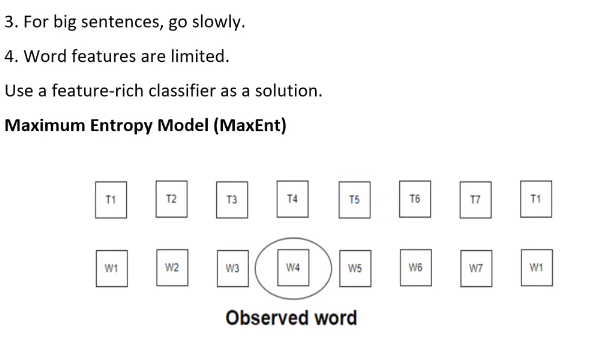 3. For big sentences, go slowly.
4. Word features are limited.
Use a feature-rich classifier as a solution.
Maximum Entropy Model (MaxEnt)
T1 T2 T3 T4 T5 T6 T7 T1
W1 W2 W3 W4 W5 W6 W7 W1
Observed word